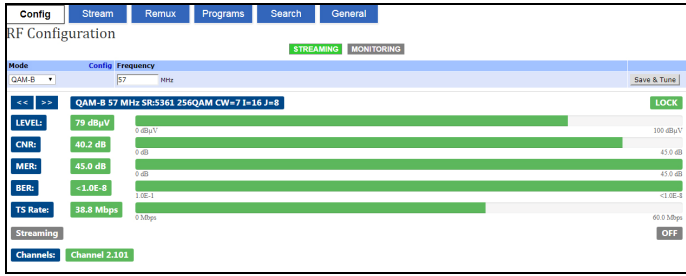 Config Stream Remux Programs Search General
RF Configuration
STREAMING MONITORING
Mode Config Frequency
QAM-B 57 MHz Save & Tune
<< >> QAM-B 57 MHz SR:5361 256QAM CW=7 I=16 J=8 LOCK
LEVEL: 79 dBµV
0 dBµV 100 dBµV
CNR: 40.2 dB
0 dB 45.0 dB
MER: 45.0 dB
0 dB 45.0 dB
BER: <1.0E-8
1.0E-1 <1.0E-8
TS Rate: 38.8 Mbps
0 Mbps 60.0 Mbps
Streaming OFF
Channels: Channel 2.101